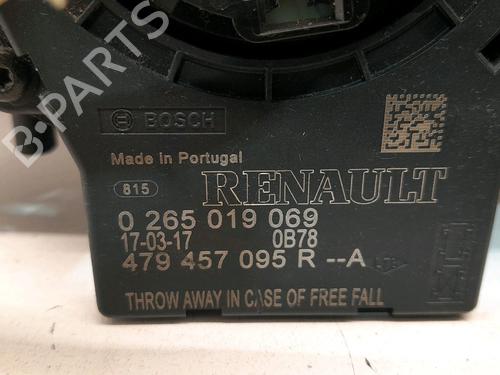 B-PARTS
BOSCH
Made in Portugal
815
RENAULT
0 265 019 069
17-03-17 0B78
479 457 095 R --A
THROW AWAY IN CASE OF FREE FALL